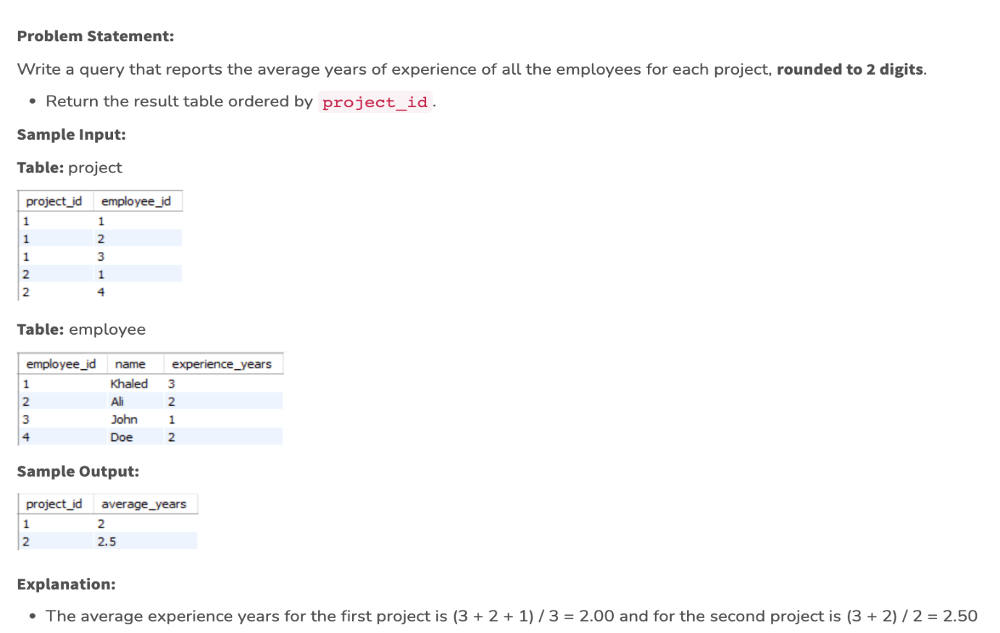 Problem Statement:
Write a query that reports the average years of experience of all the employees for each project, rounded to 2 digits.
• Return the result table ordered by project_id.
Sample Input:
Table: project
project_id employee_id
1 1
1 2
1 3
2 1
2 4
Table: employee
employee_id name experience_years
1 Khaled 3
2 Ali 2
3 John 1
4 Doe 2
Sample Output:
project_id average_years
1 2
2 2.5
Explanation:
• The average experience years for the first project is (3 + 2 + 1) / 3 = 2.00 and for the second project is (3 + 2) / 2 = 2.50